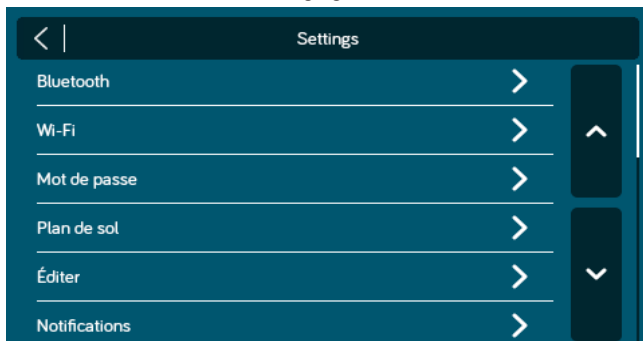 Settings
Bluetooth
Wi-Fi
Mot de passe
Plan de sol
Éditer
Notifications